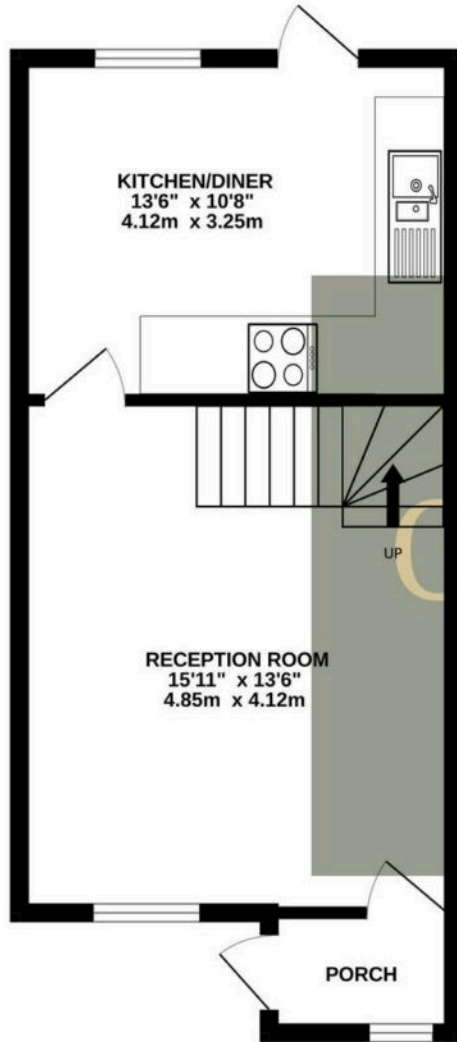 KITCHEN/DINER
13'6" x 10'8"
4.12m x 3.25m
UP
RECEPTION ROOM
15'11" x 13'6"
4.85m x 4.12m
PORCH